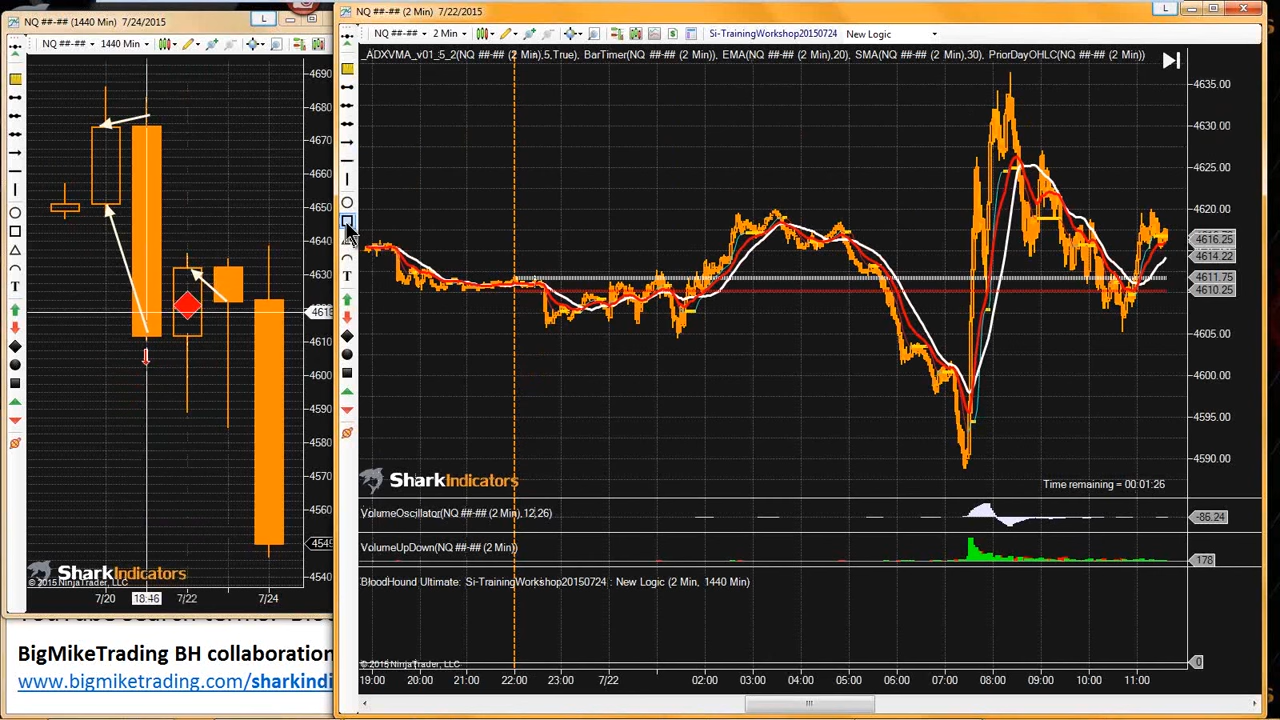 NQ ##-## (1440 Min) 7/24/2015
L
NQ ##-## 1440 Min
4690
4680
4670
4660
4650
4640
4630
4620
4610
4600
4590
4580
4570
4560
4540
SharkIndicators
© 2015 NinjaTrader, LLC
7/20 18:46 7/22 7/24
BigMikeTrading BH collaboration
www.bigmiketrading.com/sharkindi
NQ ##-## (2 Min) 7/22/2015
L
NQ ##-## 2 Min Si-TrainingWorkshop20150724 New Logic
_ADXVMA_v01_5_2(NQ ##-## (2 Min),5,True), BarTimer(NQ ##-## (2 Min)), EMA(NQ ##-## (2 Min),20), SMA(NQ ##-## (2 Min),30), PriorDayOHLC(NQ ##-## (2 Min))
4635.00
4630.00
4625.00
4620.00
4616.25
4614.22
4611.75
4610.25
4605.00
4600.00
4595.00
4590.00
SharkIndicators
Time remaining = 00:01:26
VolumeOscillator(NQ ##-## (2 Min),12,26)
-86.24
VolumeUpDown(NQ ##-## (2 Min))
178
BloodHound Ultimate: Si-TrainingWorkshop20150724 : New Logic (2 Min, 1440 Min)
© 2015 NinjaTrader, LLC
0
19:00 20:00 21:00 22:00 23:00 7/22 02:00 03:00 04:00 05:00 06:00 07:00 08:00 09:00 10:00 11:00